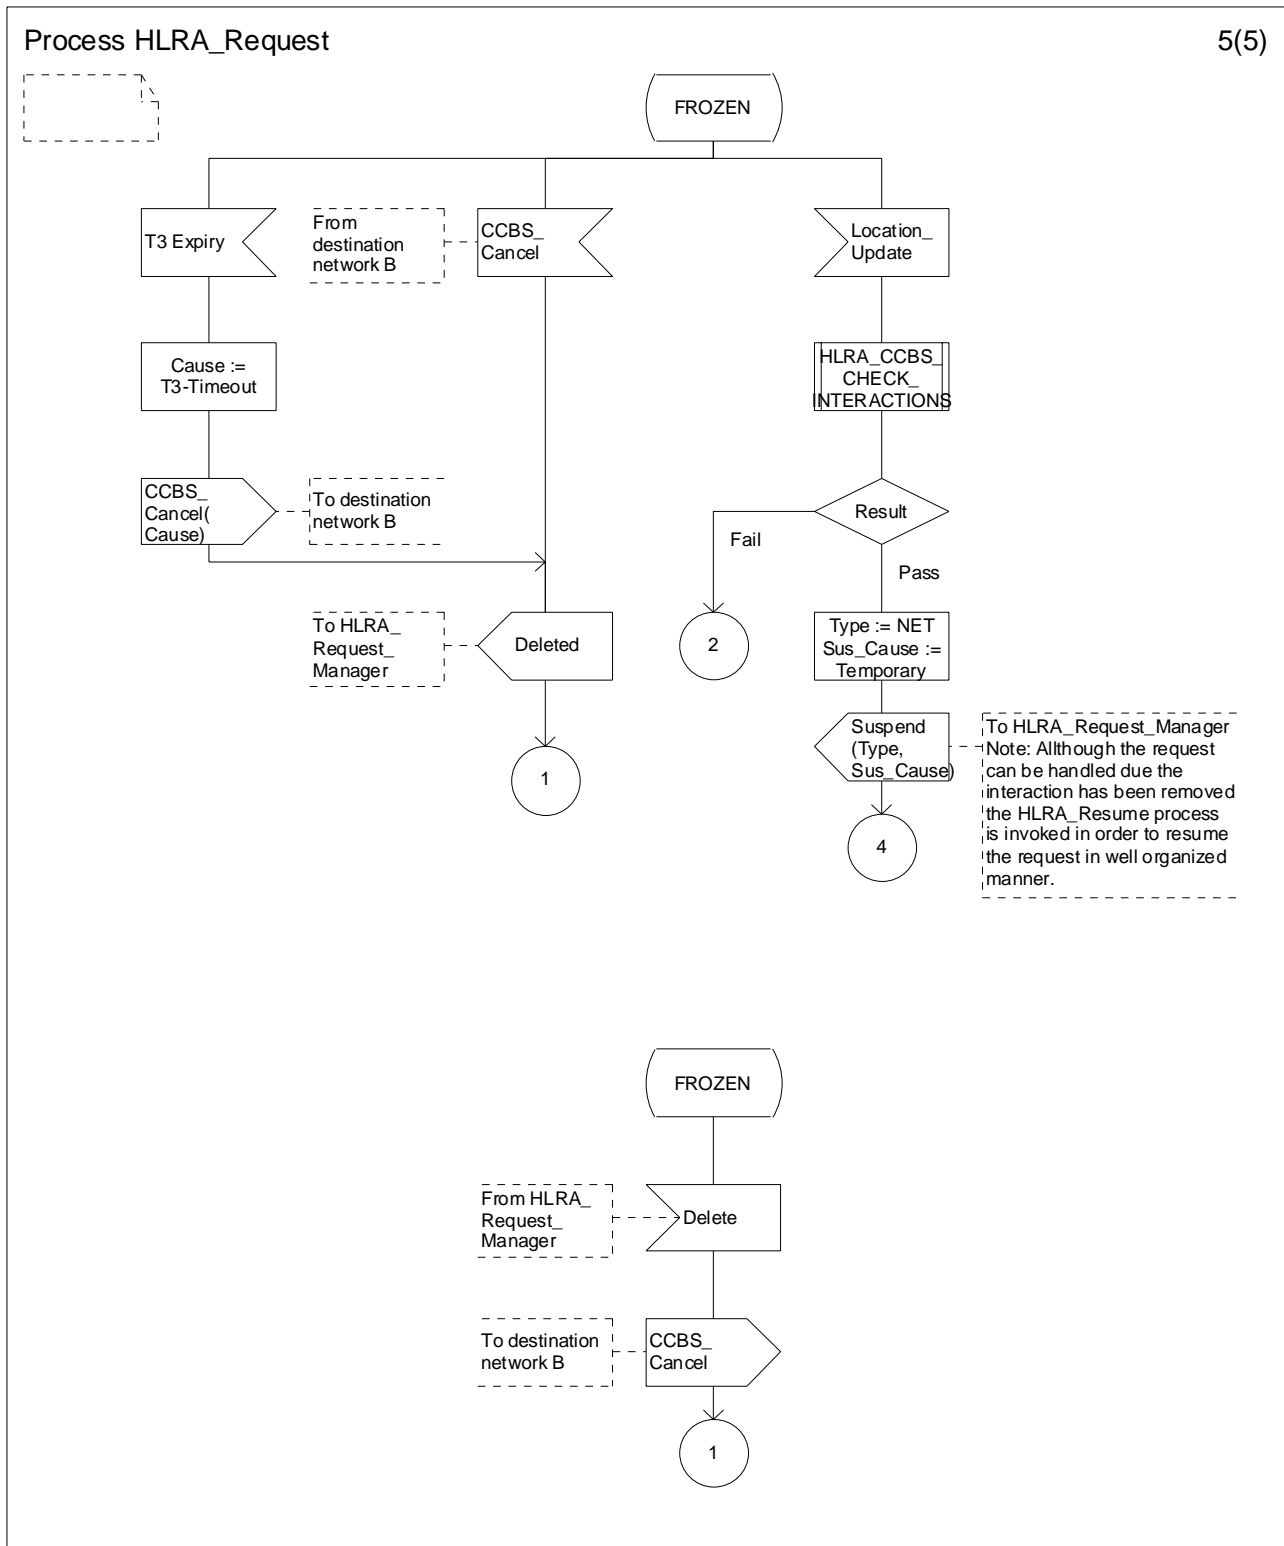 Process HLRA_Request
5(5)
FROZEN
T3 Expiry
From
destination
network B
CCBS_
Cancel
Location_
Update
Cause :=
T3-Timeout
HLRA_CCBS_
CHECK_
INTERACTIONS
CCBS_
Cancel(
Cause)
To destination
network B
Result
Fail
Pass
To HLRA_
Request_
Manager
Deleted
2
Type := NET
Sus_Cause :=
Temporary
Suspend
(Type,
Sus_Cause)
To HLRA_Request_Manager
Note: Allthough the request
can be handled due the
interaction has been removed
the HLRA_Resume process
is invoked in order to resume
the request in well organized
manner.
1
4
FROZEN
From HLRA_
Request_
Manager
Delete
To destination
network B
CCBS_
Cancel
1